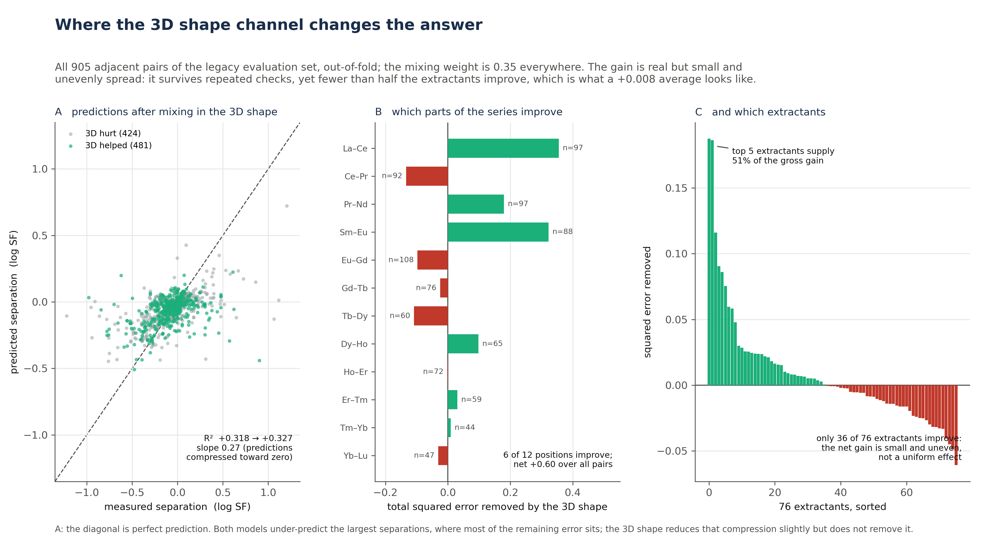 Where the 3D shape channel changes the answer
All 905 adjacent pairs of the legacy evaluation set, out-of-fold; the mixing weight is 0.35 everywhere. The gain is real but small and
unevenly spread: it survives repeated checks, yet fewer than half the extractants improve, which is what a +0.008 average looks like.
A predictions after mixing in the 3D shape
3D hurt (424)
3D helped (481)
predicted separation (log SF)
1.0
0.5
0.0
−0.5
−1.0
R² +0.318 → +0.327
slope 0.27 (predictions
compressed toward zero)
−1.0 −0.5 0.0 0.5 1.0
measured separation (log SF)
B which parts of the series improve
La–Ce n=97
Ce–Pr n=92
Pr–Nd n=97
Sm–Eu n=88
Eu–Gd n=108
Gd–Tb n=76
Tb–Dy n=60
Dy–Ho n=65
Ho–Er n=72
Er–Tm n=59
Tm–Yb n=44
Yb–Lu n=47
6 of 12 positions improve;
net +0.60 over all pairs
−0.2 0.0 0.2 0.4
total squared error removed by the 3D shape
C and which extractants
top 5 extractants supply
51% of the gross gain
squared error removed
0.15
0.10
0.05
0.00
−0.05
only 36 of 76 extractants improve:
the net gain is small and uneven,
not a uniform effect
0 20 40 60
76 extractants, sorted
A: the diagonal is perfect prediction. Both models under-predict the largest separations, where most of the remaining error sits; the 3D shape reduces that compression slightly but does not remove it.